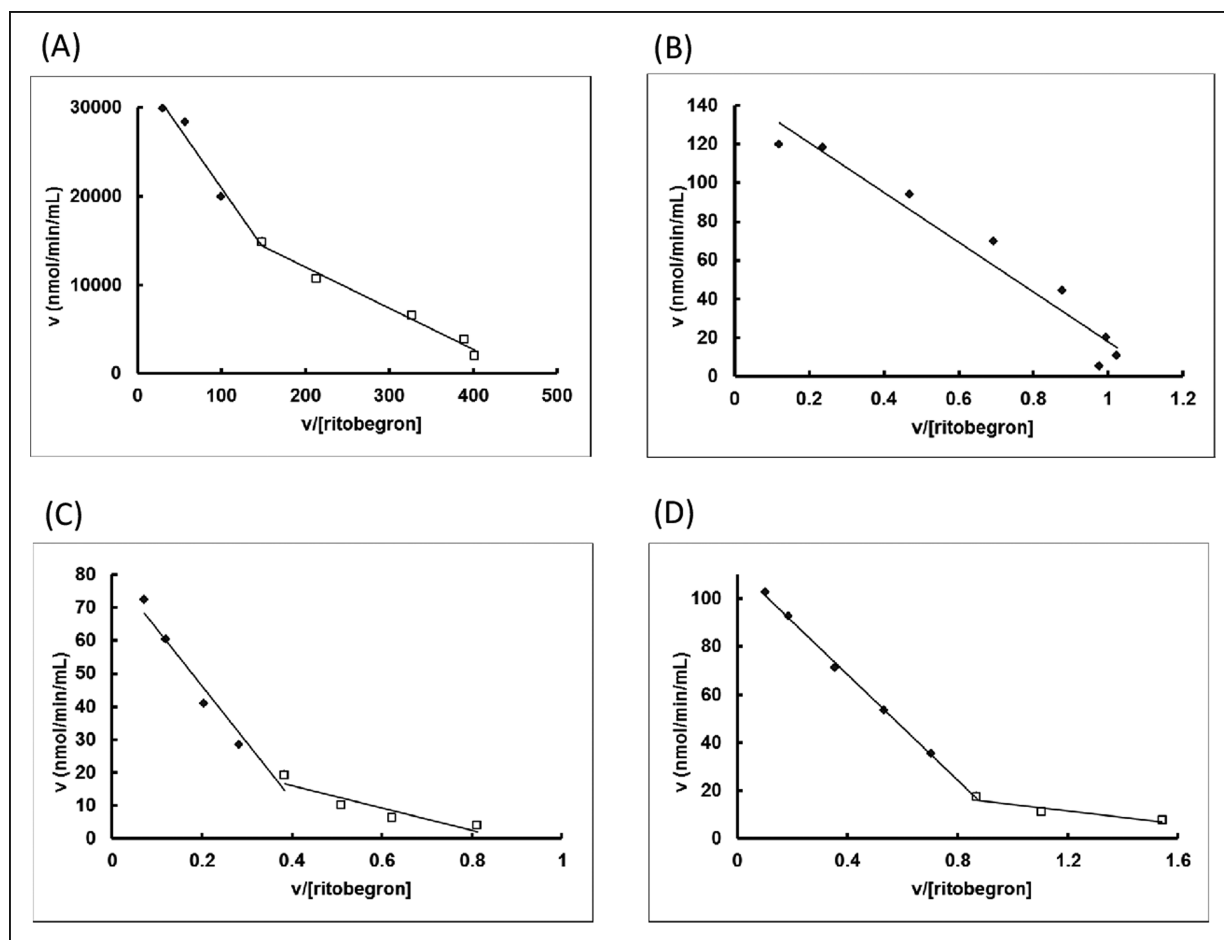 (A)
30000
20000
10000
0
v (nmol/min/mL)
0 100 200 300 400 500
v/[ritobegron]
(B)
140
120
100
80
60
40
20
0
v (nmol/min/mL)
0 0.2 0.4 0.6 0.8 1 1.2
v/[ritobegron]
(C)
80
70
60
50
40
30
20
10
0
v (nmol/min/mL)
0 0.2 0.4 0.6 0.8 1
v/[ritobegron]
(D)
100
80
60
40
20
0
v (nmol/min/mL)
0 0.4 0.8 1.2 1.6
v/[ritobegron]